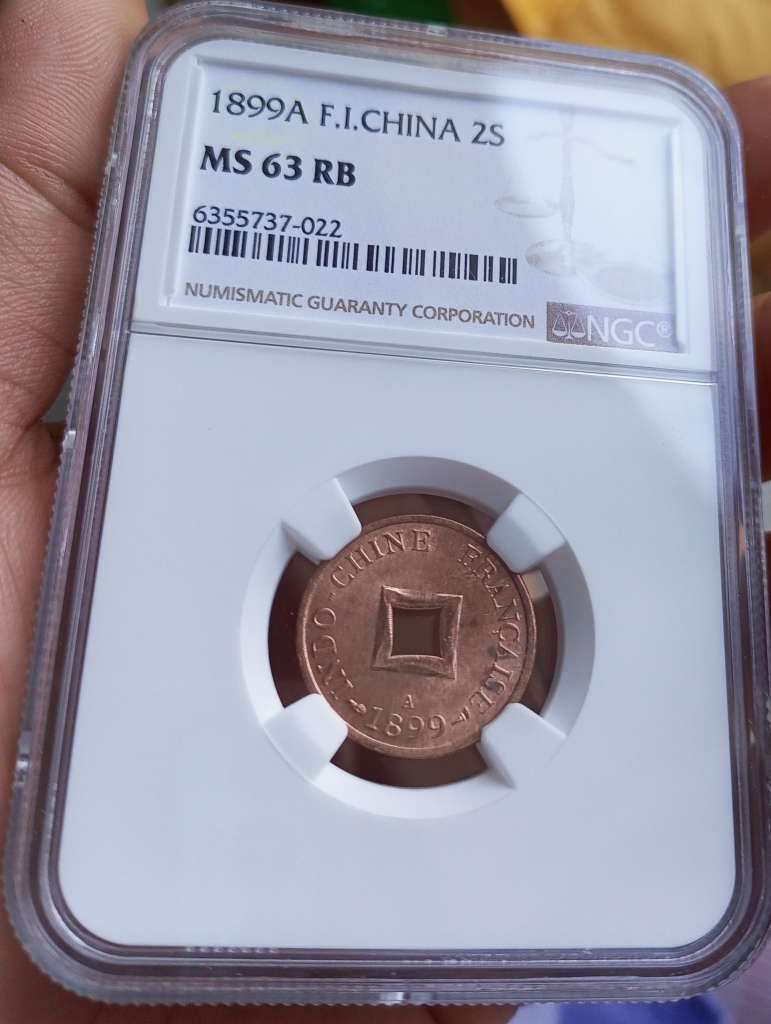 1899A F.I.CHINA 2S
MS 63 RB
6355737-022
NUMISMATIC GUARANTY CORPORATION
NGC®
INDO-CHINE FRANÇAISE
A
1899